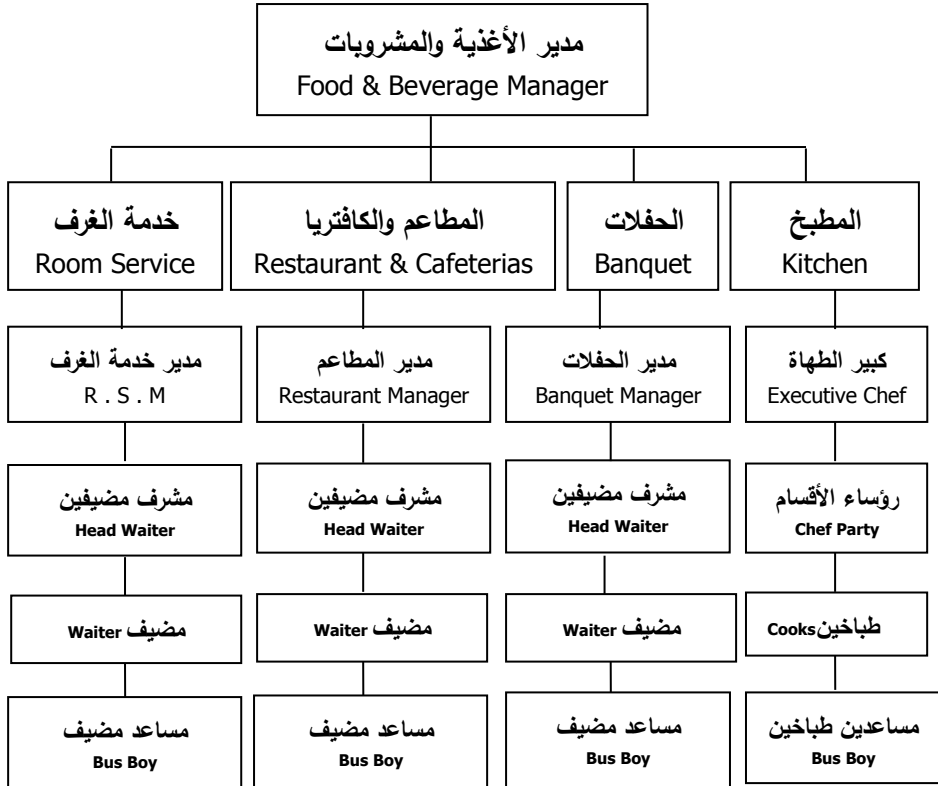 مدير الأغذية والمشروبات
Food & Beverage Manager
خدمة الغرف
Room Service
المطاعم والكافتريا
Restaurant & Cafeterias
الحفلات
Banquet
المطبخ
Kitchen
مدير خدمة الغرف
R . S . M
مدير المطاعم
Restaurant Manager
مدير الحفلات
Banquet Manager
كبير الطهاة
Executive Chef
مشرف مضيفين
Head Waiter
مشرف مضيفين
Head Waiter
مشرف مضيفين
Head Waiter
رؤساء الأقسام
Chef Party
مضيف Waiter
مضيف Waiter
مضيف Waiter
طباخينCooks
مساعد مضيف
Bus Boy
مساعد مضيف
Bus Boy
مساعد مضيف
Bus Boy
مساعدين طباخين
Bus Boy